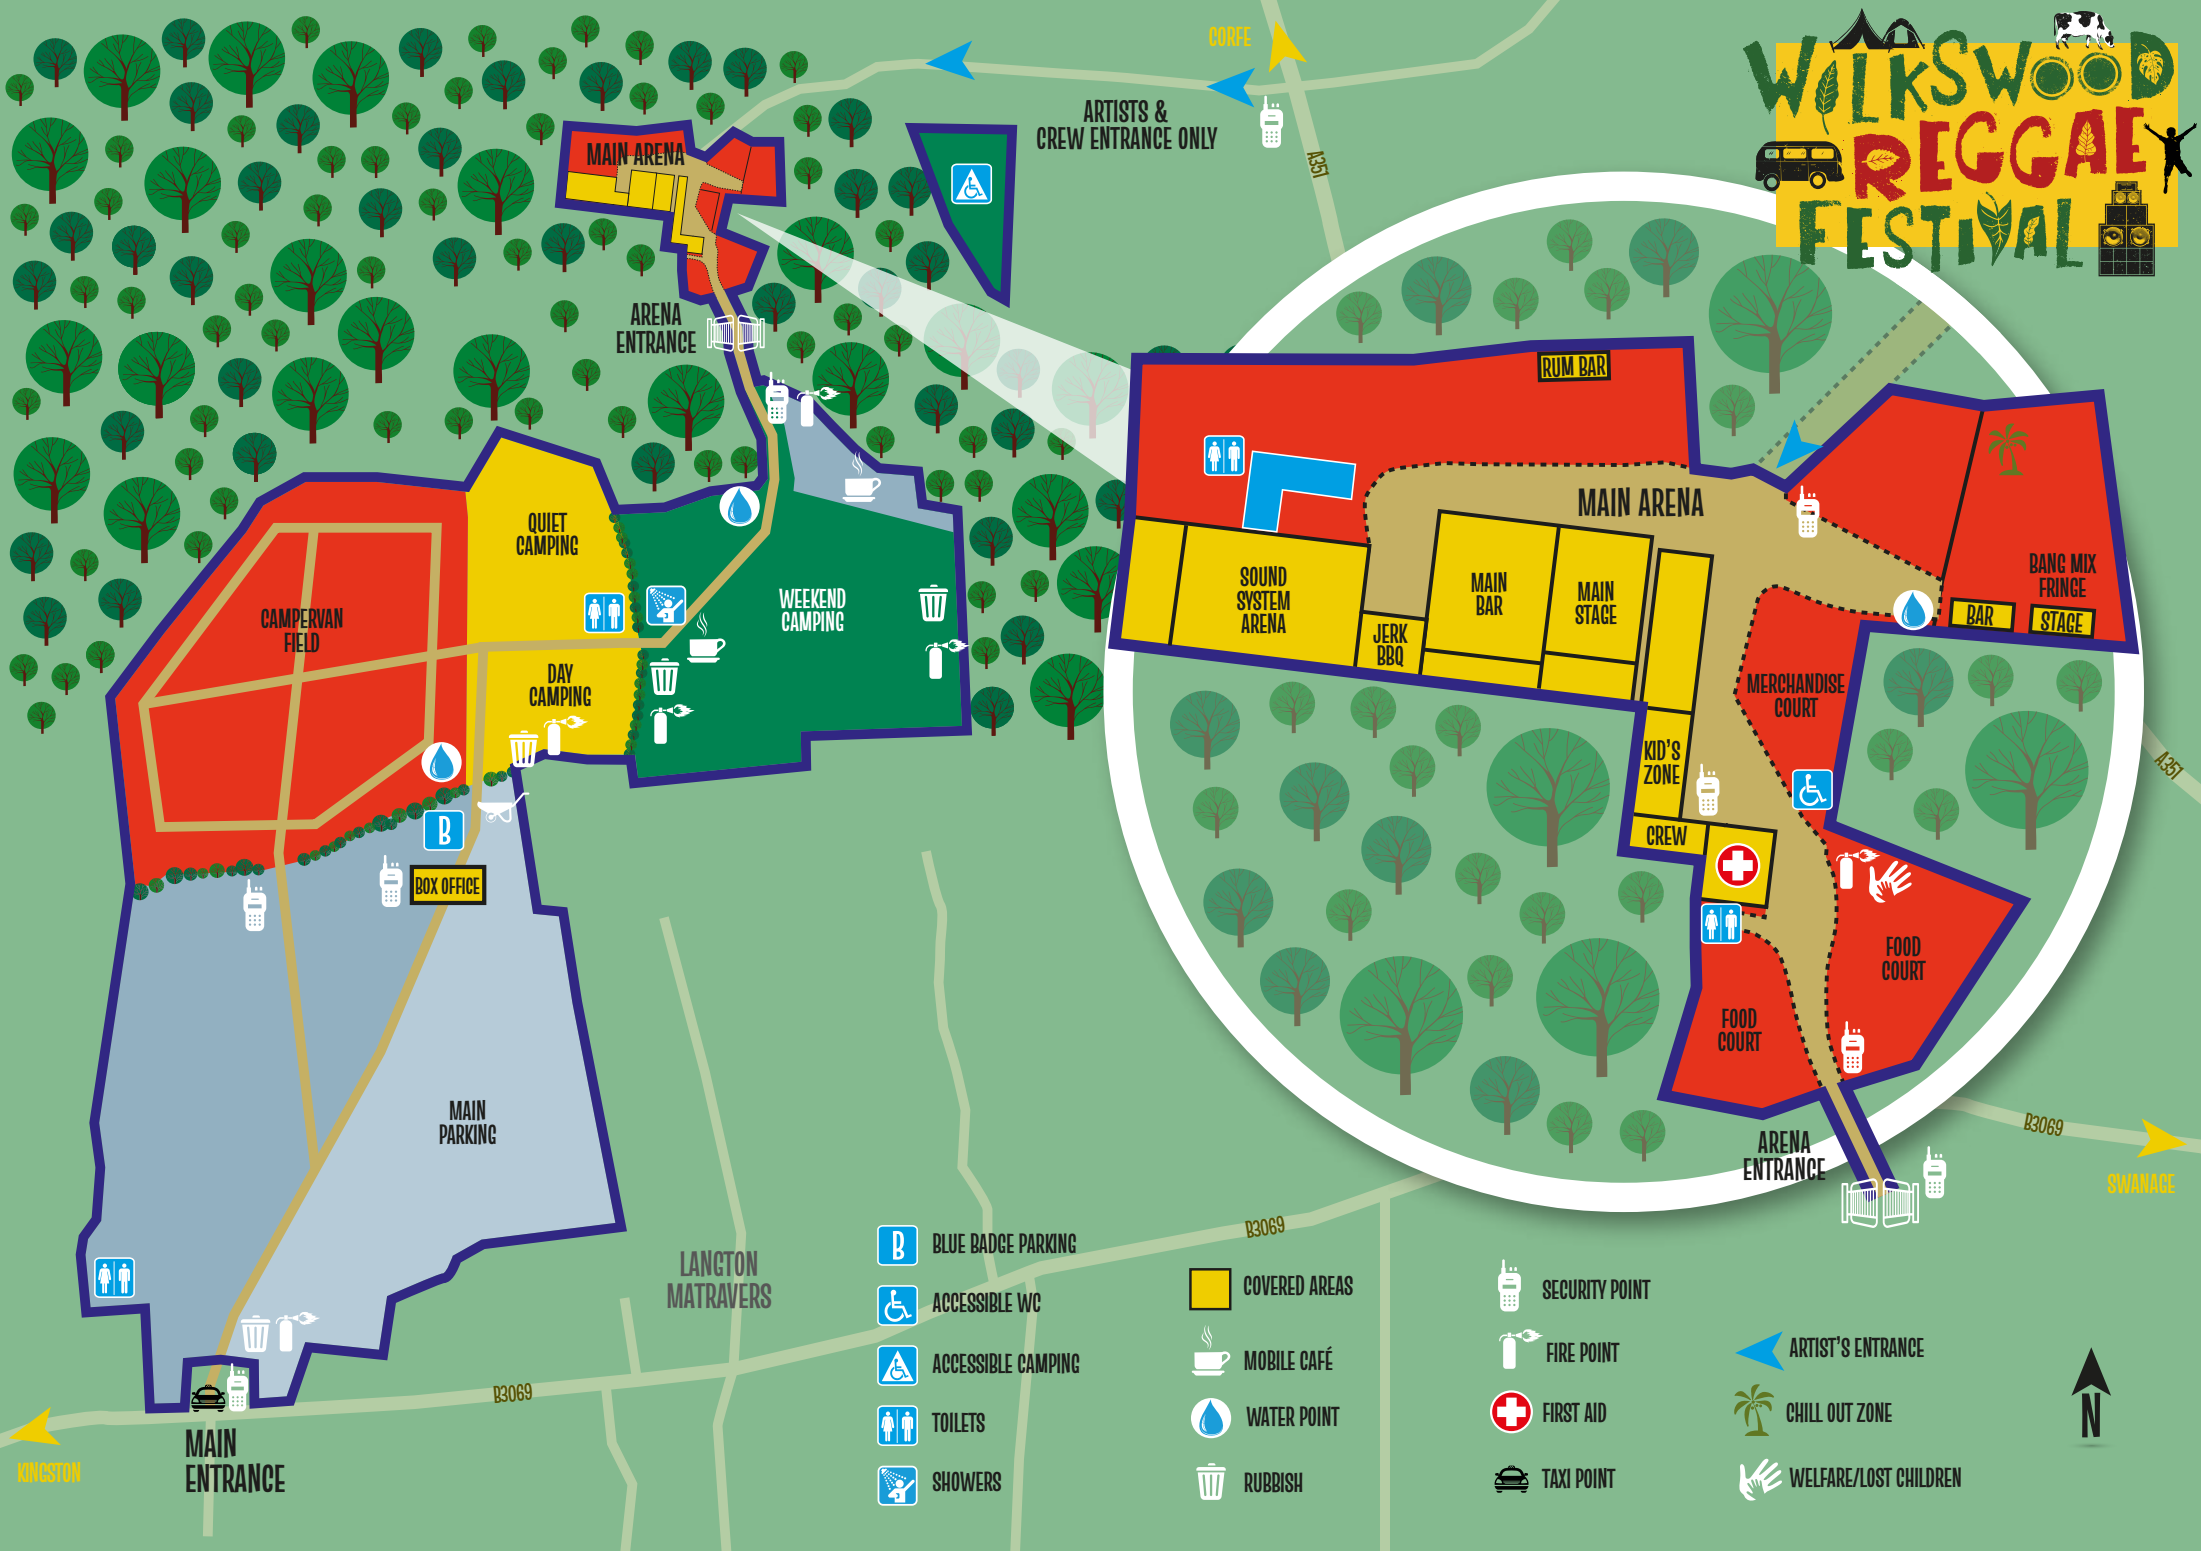 CORFE
WILKSWOOD
REGGAE
FESTIVAL
ARTISTS &
CREW ENTRANCE ONLY
A351
MAIN ARENA
ARENA
ENTRANCE
RUM BAR
MAIN ARENA
QUIET
CAMPING
CAMPERVAN
FIELD
WEEKEND
CAMPING
DAY
CAMPING
SOUND
SYSTEM
ARENA
JERK
BBQ
MAIN
BAR
MAIN
STAGE
BANG MIX
FRINGE
BAR
STAGE
MERCHANDISE
COURT
KID'S
ZONE
CREW
A351
B
BOX OFFICE
FOOD
COURT
FOOD
COURT
MAIN
PARKING
ARENA
ENTRANCE
B3069
SWANAGE
B3069
LANGTON
MATRAVERS
B3069
KINGSTON
MAIN
ENTRANCE
B
BLUE BADGE PARKING
ACCESSIBLE WC
ACCESSIBLE CAMPING
TOILETS
SHOWERS
COVERED AREAS
MOBILE CAFÉ
WATER POINT
RUBBISH
SECURITY POINT
FIRE POINT
FIRST AID
TAXI POINT
ARTIST'S ENTRANCE
CHILL OUT ZONE
WELFARE/LOST CHILDREN
N